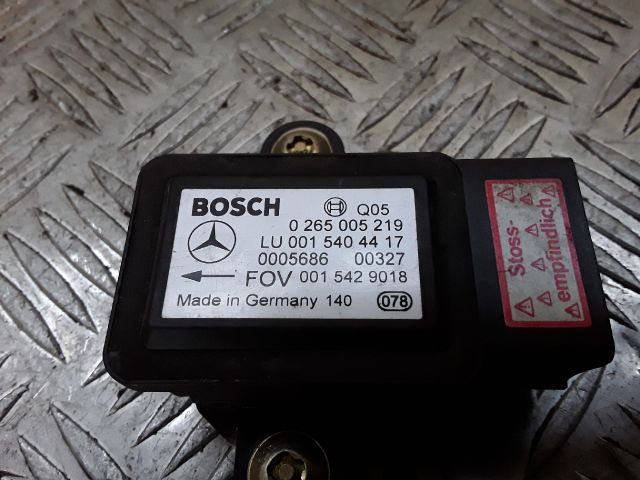 BOSCH Q05
0 265 005 219
LU 001 540 44 17
0005686 00327
FOV 001 542 9018
Made in Germany 140 078
Stoss-
empfindlich